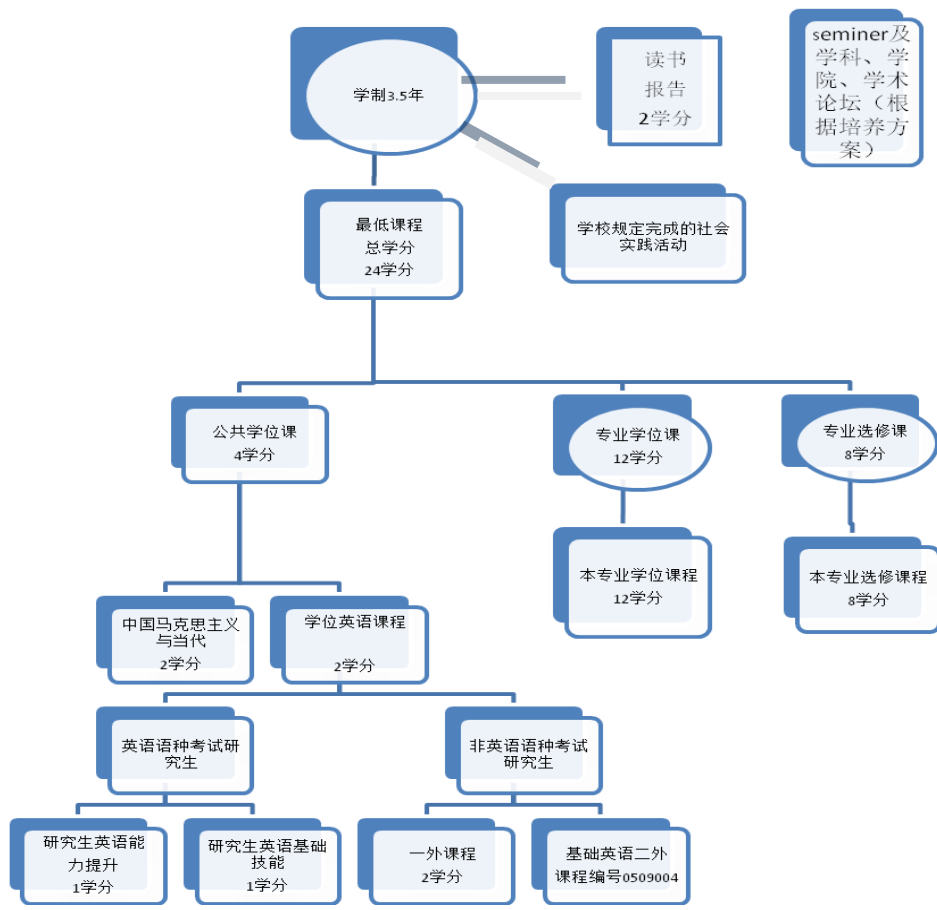 学制3.5年
读书
报告
2学分
seminer及
学科、学
院、学术
论坛（根
据培养方
案）
最低课程
总学分
24学分
学校规定完成的社会
实践活动
公共学位课
4学分
专业学位课
12学分
专业选修课
8学分
本专业学位课程
12学分
本专业选修课程
8学分
中国马克思主义
与当代
2学分
学位英语课程
2学分
英语语种考试研
究生
非英语语种考试
研究生
研究生英语能
力提升
1学分
研究生英语基础
技能
1学分
一外课程
2学分
基础英语二外
课程编号0509004